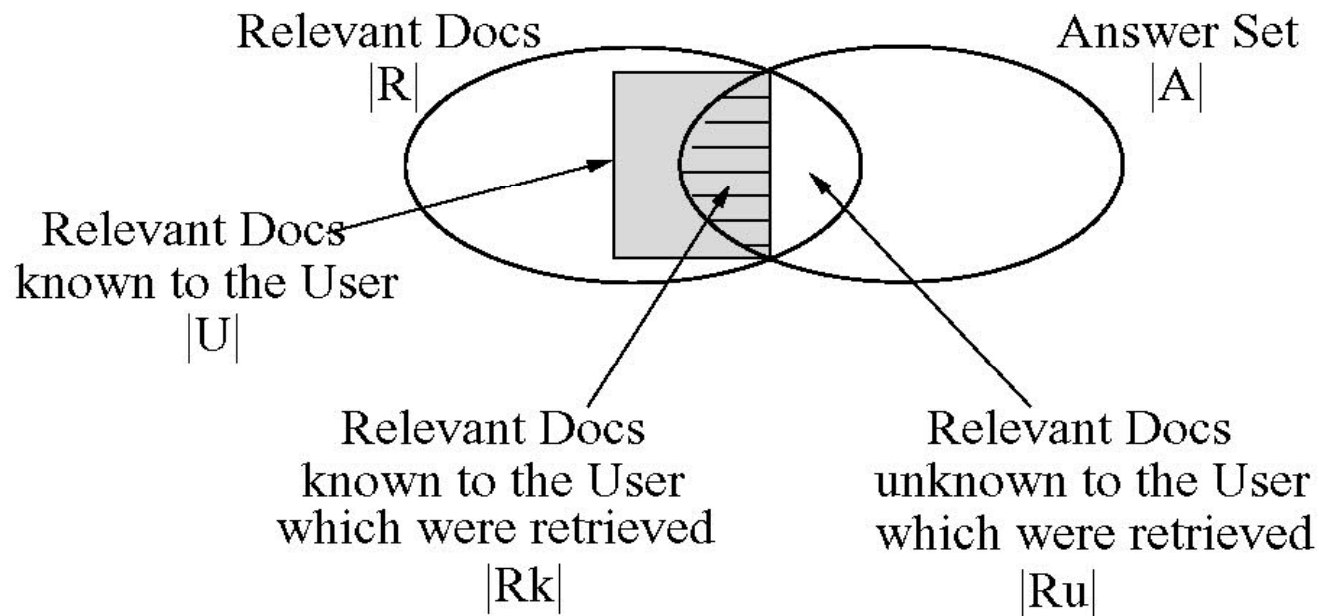 Relevant Docs
|R|
Answer Set
|A|
Relevant Docs
known to the User
|U|
Relevant Docs
known to the User
which were retrieved
|Rk|
Relevant Docs
unknown to the User
which were retrieved
|Ru|